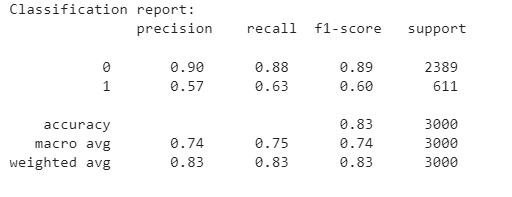 Classification report:
precision recall f1-score support
0 0.90 0.88 0.89 2389
1 0.57 0.63 0.60 611
accuracy 0.83 3000
macro avg 0.74 0.75 0.74 3000
weighted avg 0.83 0.83 0.83 3000